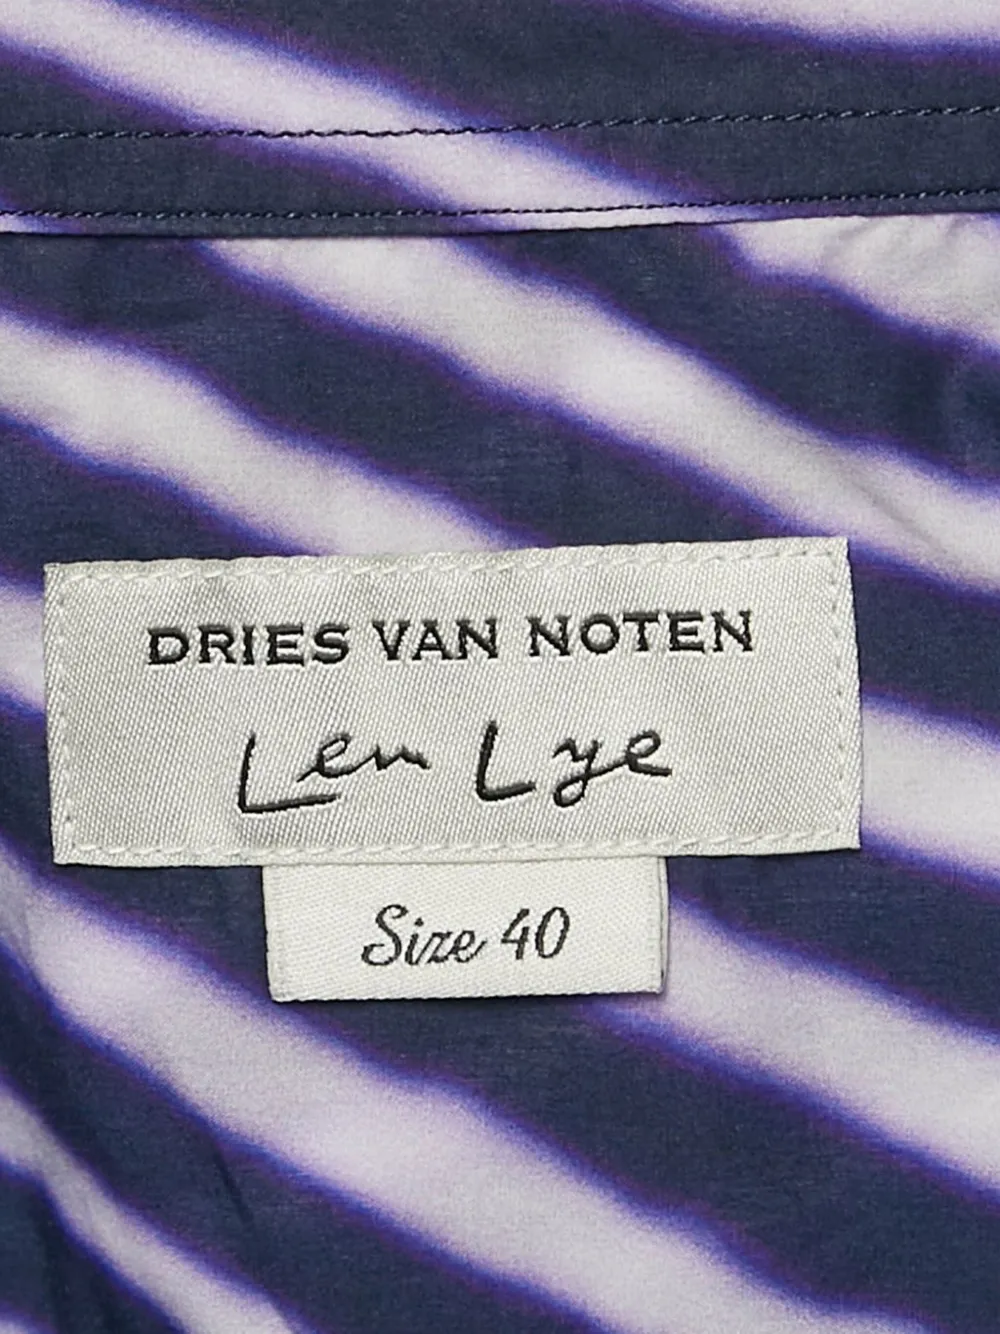 DRIES VAN NOTEN
Len Lye
Size 40